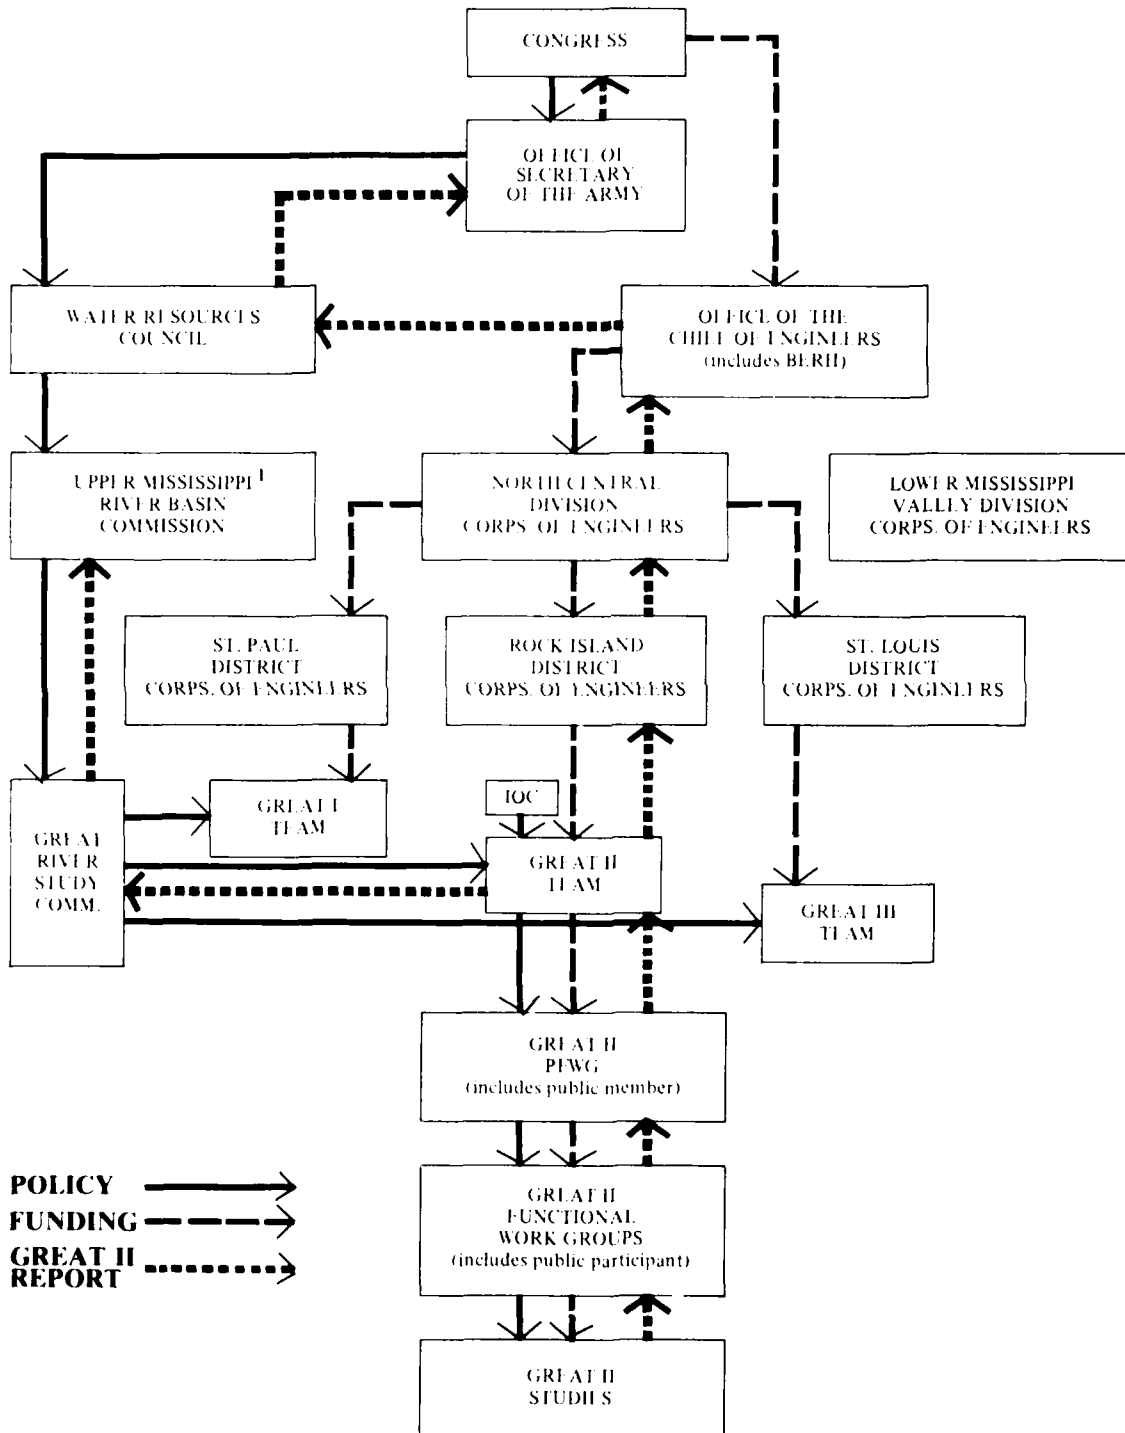 CONGRESS
OFFICE OF
SECRETARY
OF THE ARMY
WATER RESOURCES
COUNCIL
OFFICE OF THE
CHIEF OF ENGINEERS
(includes BERH)
UPPER MISSISSIPPI 1
RIVER BASIN
COMMISSION
NORTH CENTRAL
DIVISION
CORPS. OF ENGINEERS
LOWER MISSISSIPPI
VALLEY DIVISION
CORPS. OF ENGINEERS
ST. PAUL
DISTRICT
CORPS. OF ENGINEERS
ROCK ISLAND
DISTRICT
CORPS. OF ENGINEERS
ST. LOUIS
DISTRICT
CORPS. OF ENGINEERS
GREAT
RIVER
STUDY
COMM.
GREAT I
TEAM
IOC
GREAT II
TEAM
GREAT III
TEAM
GREAT II
PFWG
(includes public member)
GREAT II
FUNCTIONAL
WORK GROUPS
(includes public participant)
GREAT II
STUDIES
POLICY
FUNDING
GREAT II
REPORT